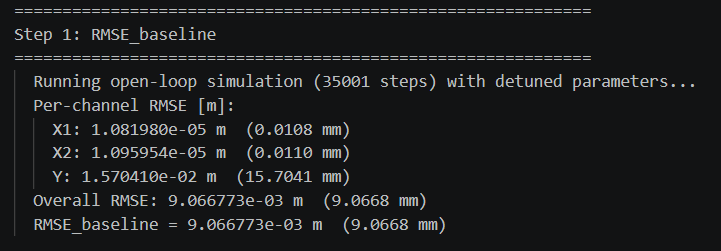 ==========================================================
Step 1: RMSE_baseline
==========================================================
Running open-loop simulation (35001 steps) with detuned parameters...
Per-channel RMSE [m]:
X1: 1.081980e-05 m  (0.0108 mm)
X2: 1.095954e-05 m  (0.0110 mm)
Y: 1.570410e-02 m  (15.7041 mm)
Overall RMSE: 9.066773e-03 m  (9.0668 mm)
RMSE_baseline = 9.066773e-03 m  (9.0668 mm)